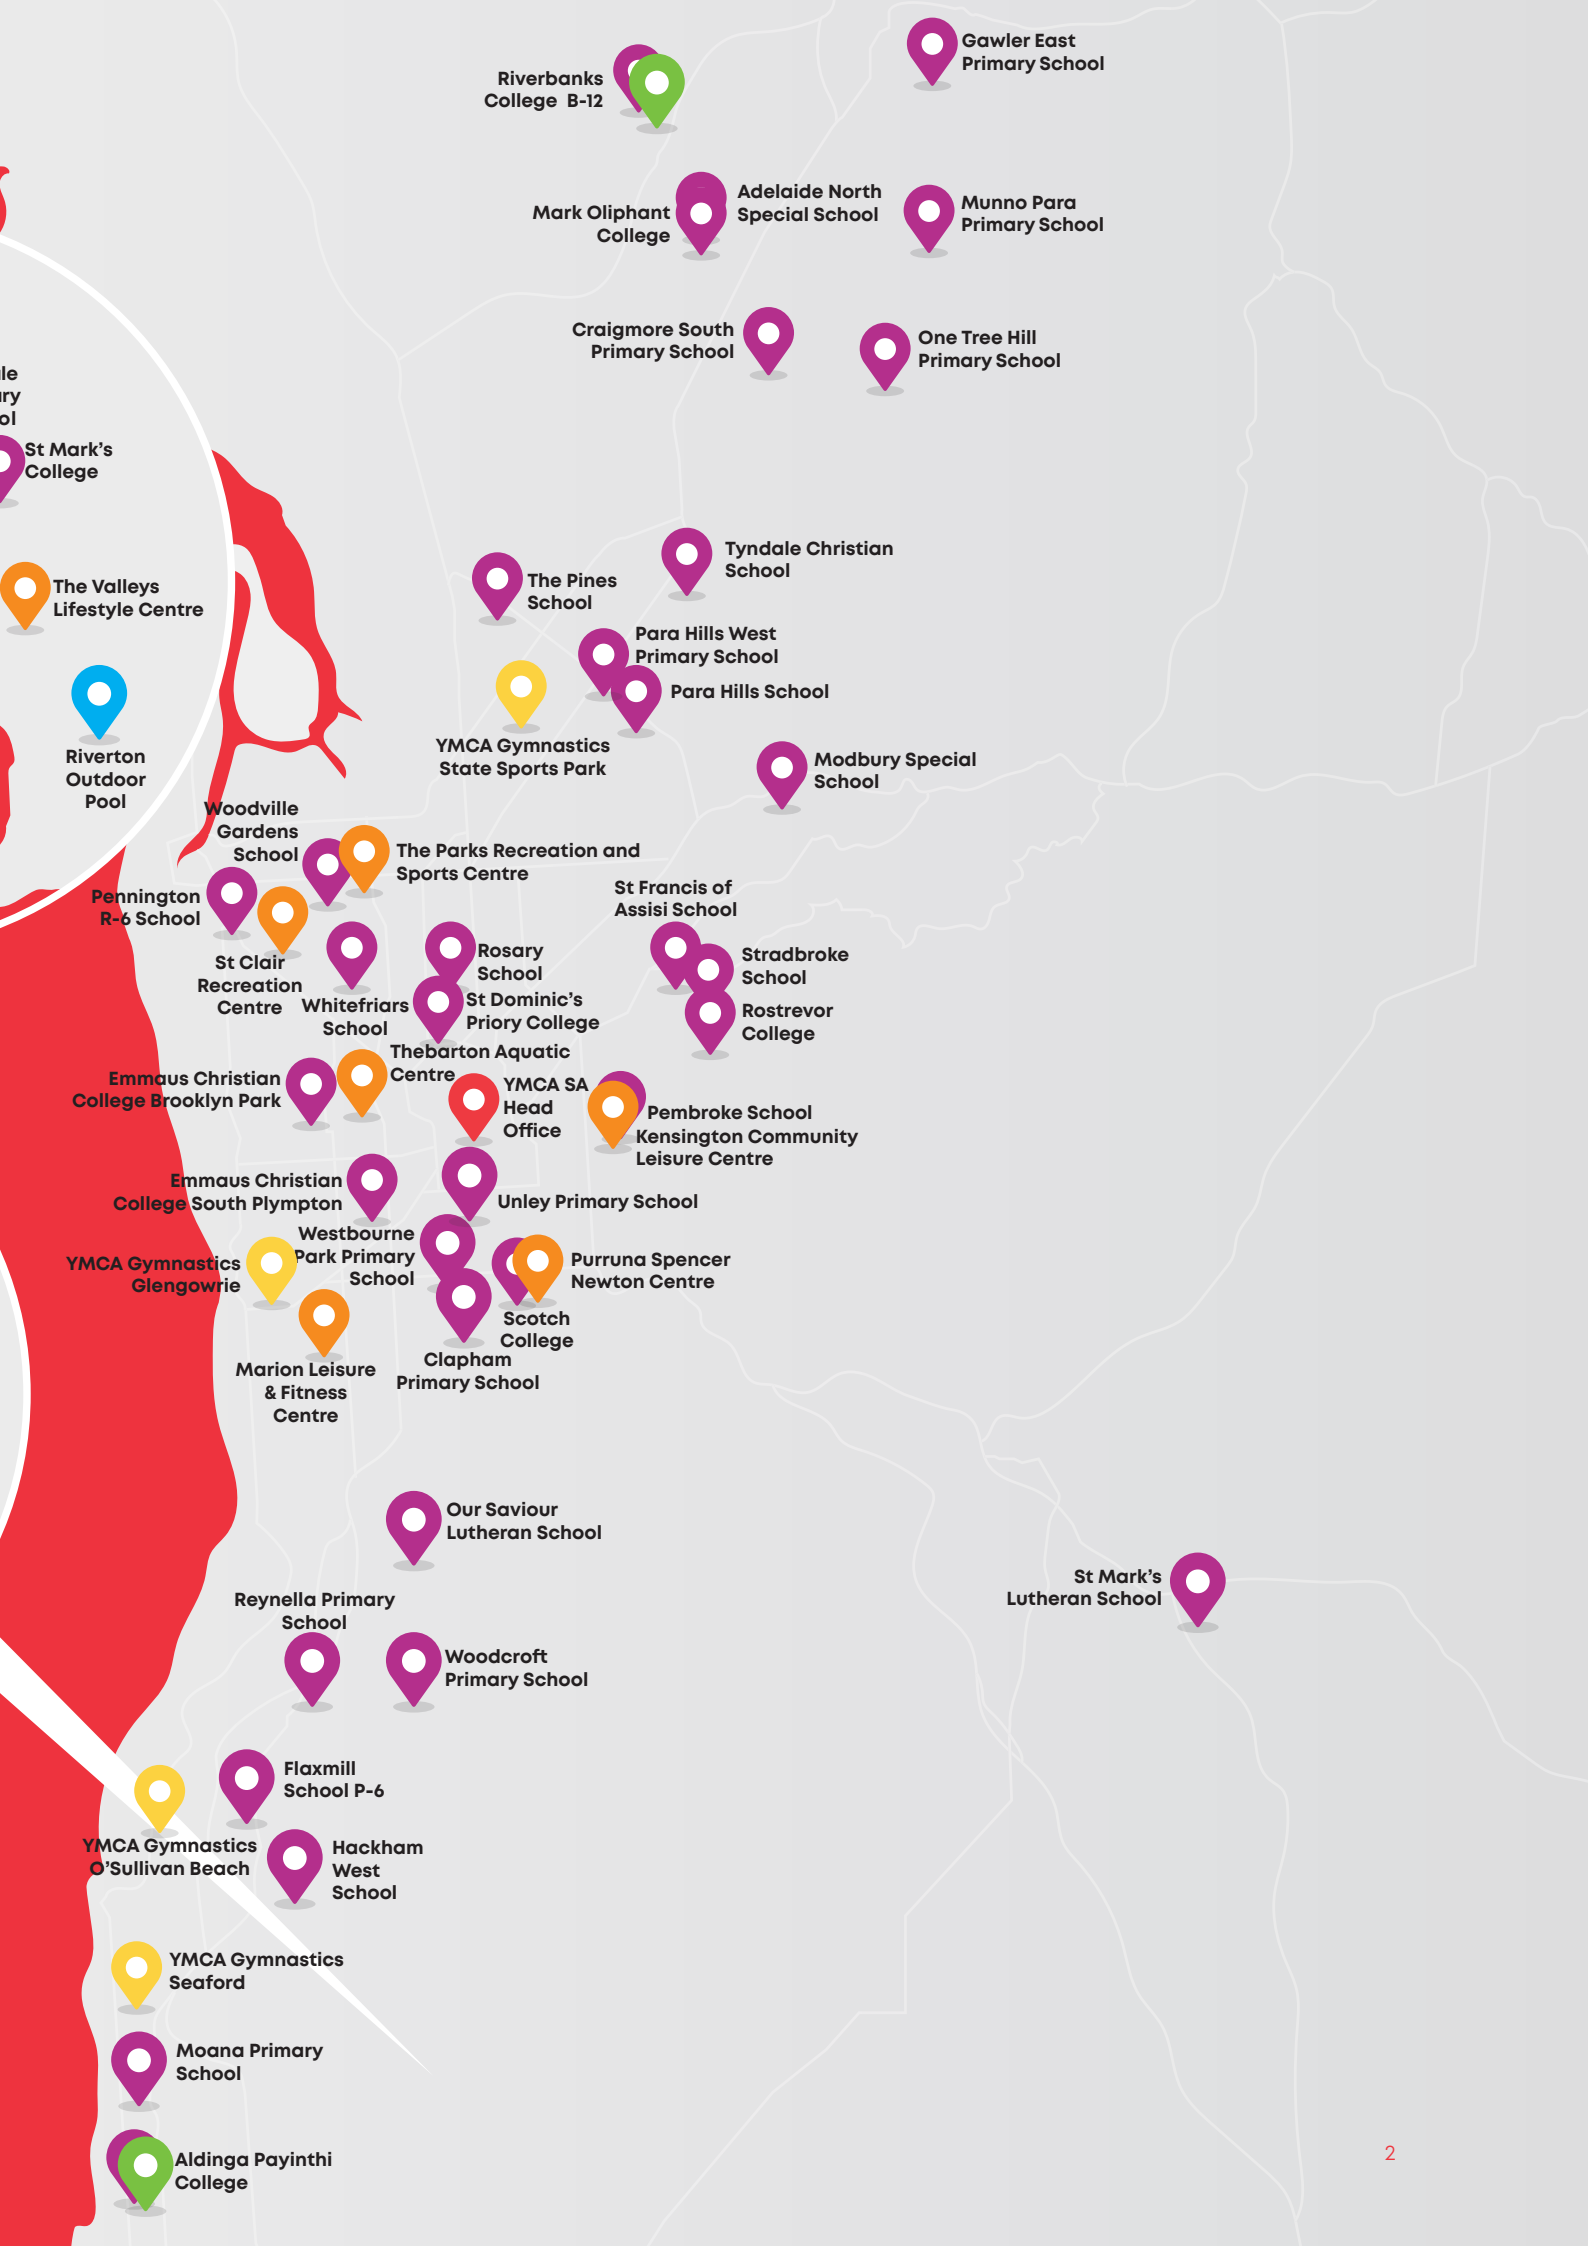 Gawler East
Primary School
Riverbanks
College B-12
Adelaide North
Special School
Mark Oliphant
College
Munno Para
Primary School
Craigmore South
Primary School
One Tree Hill
Primary School
St Mark's
College
Tyndale Christian
School
The Pines
School
The Valleys
Lifestyle Centre
Para Hills West
Primary School
Para Hills School
YMCA Gymnastics
State Sports Park
Riverton
Outdoor
Pool
Modbury Special
School
Woodville
Gardens
School
The Parks Recreation and
Sports Centre
St Francis of
Assisi School
Pennington
R-6 School
Rosary
School
Stradbroke
School
St Clair
Recreation
Centre
Whitefriars
School
St Dominic's
Priory College
Rostrevor
College
Thebarton Aquatic
Centre
Emmaus Christian
College Brooklyn Park
YMCA SA
Head
Office
Pembroke School
Kensington Community
Leisure Centre
Emmaus Christian
College South Plympton
Unley Primary School
Westbourne
Park Primary
School
YMCA Gymnastics
Glengowrie
Purruna Spencer
Newton Centre
Scotch
College
Clapham
Primary School
Marion Leisure
& Fitness
Centre
Our Saviour
Lutheran School
St Mark's
Lutheran School
Reynella Primary
School
Woodcroft
Primary School
Flaxmill
School P-6
YMCA Gymnastics
O'Sullivan Beach
Hackham
West
School
YMCA Gymnastics
Seaford
Moana Primary
School
Aldinga Payinthi
College
2